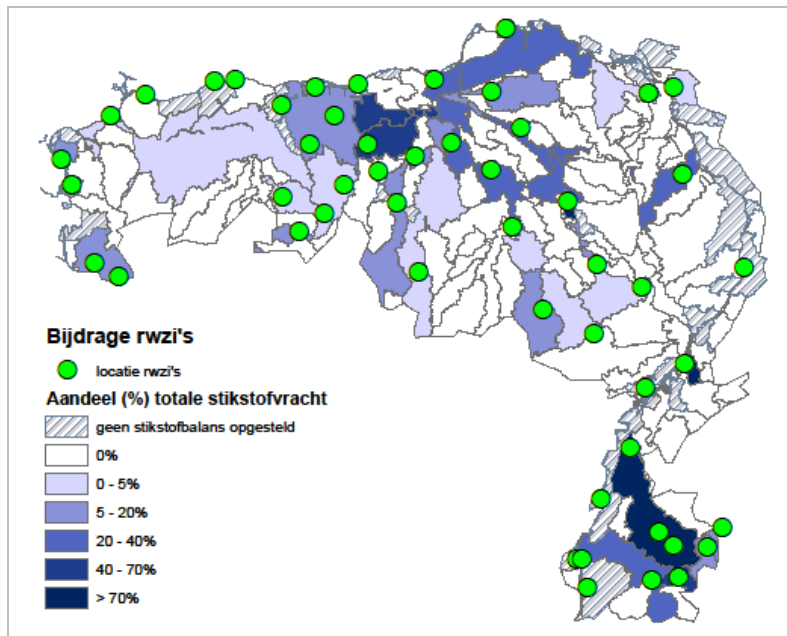 Bijdrage rwzi's
locatie rwzi's
Aandeel (%) totale stikstofvracht
geen stikstofbalans opgesteld
0%
0 - 5%
5 - 20%
20 - 40%
40 - 70%
> 70%